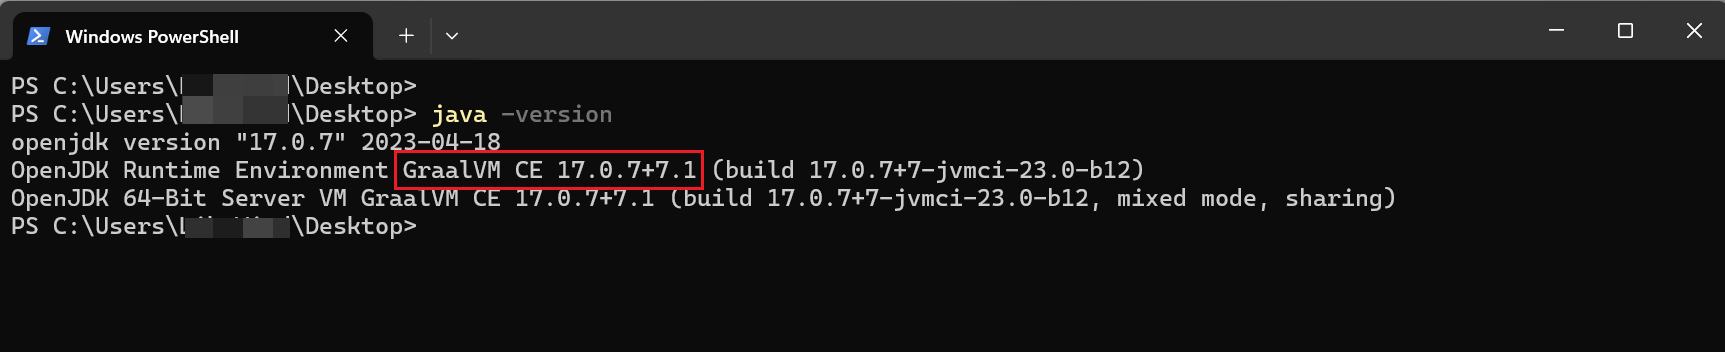 Windows PowerShell
PS C:\Users\ \Desktop>
PS C:\Users\ \Desktop> java -version
openjdk version "17.0.7" 2023-04-18
OpenJDK Runtime Environment GraalVM CE 17.0.7+7.1 (build 17.0.7+7-jvmci-23.0-b12)
OpenJDK 64-Bit Server VM GraalVM CE 17.0.7+7.1 (build 17.0.7+7-jvmci-23.0-b12, mixed mode, sharing)
PS C:\Users\ \Desktop>